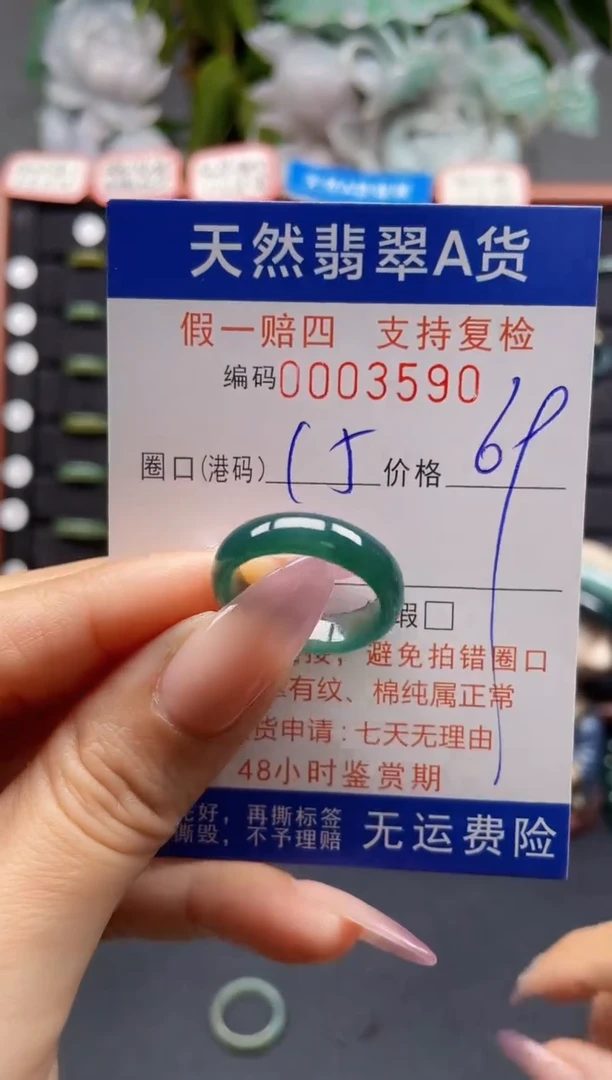 天然翡翠A货
假一赔四 支持复检
编码0003590
圈口(港码) 15 价格 69
瑕□
，避免拍错圈口
有纹、棉纯属正常
货申请：七天无理由
48小时鉴赏期
完好，再撕标签
撕毁，不予理赔
无运费险